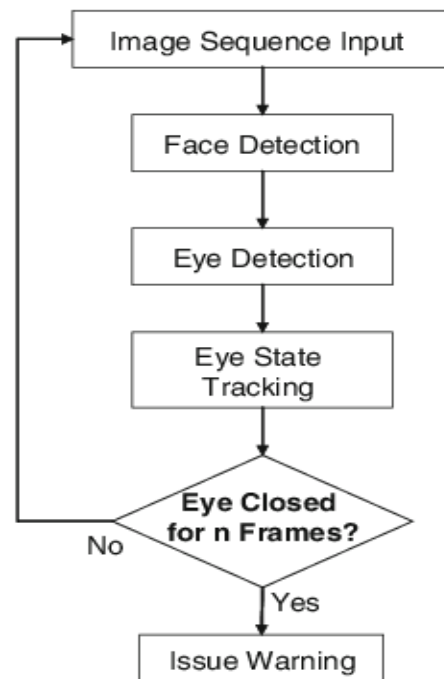 Image Sequence Input
Face Detection
Eye Detection
Eye State
Tracking
Eye Closed
for n Frames?
No
Yes
Issue Warning